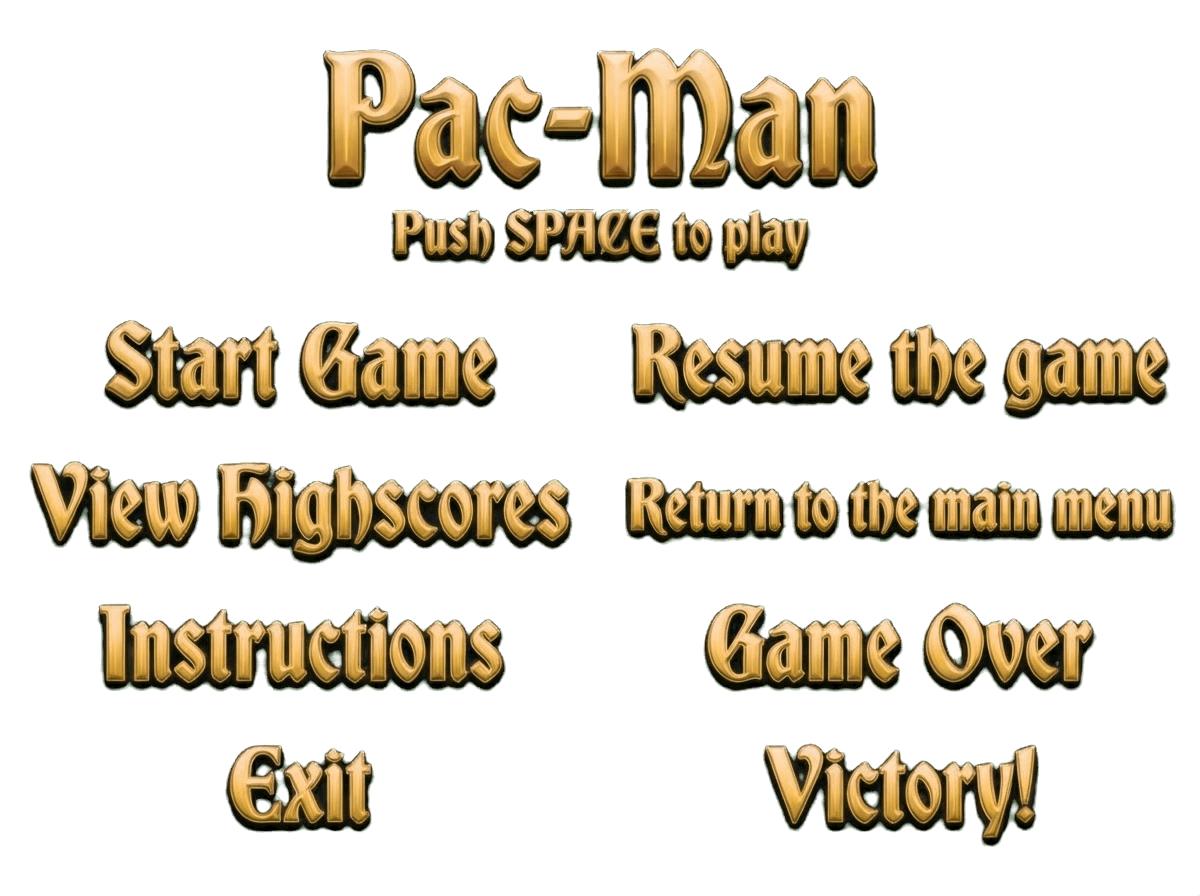 Pac-Man
Push SPACE to play
Start Game
Resume the game
View Highscores
Return to the main menu
Instructions
Game Over
Exit
Victory!